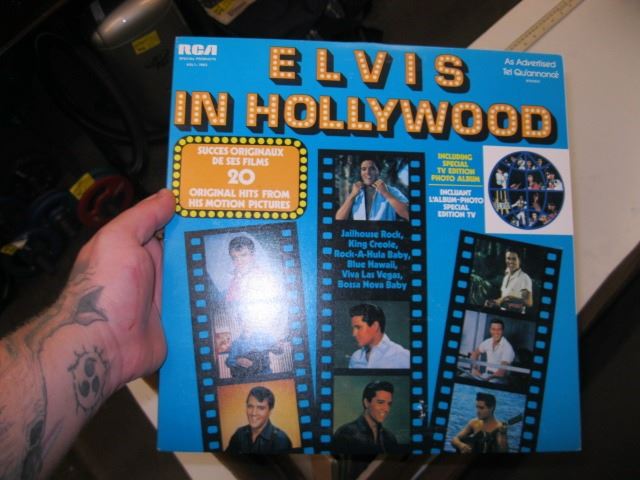 RCA
SPECIAL PRODUCTS
ELVIS
IN HOLLYWOOD
As Advertised
Tel Qu'annoncé
SUCCES ORIGINAUX
DE SES FILMS
20
ORIGINAL HITS FROM
HIS MOTION PICTURES
INCLUDING
SPECIAL
TV EDITION
PHOTO ALBUM
INCLUANT
L'ALBUM-PHOTO
SPECIAL
EDITION TV
Jailhouse Rock,
King Creole,
Rock-A-Hula Baby,
Blue Hawaii,
Viva Las Vegas,
Bossa Nova Baby